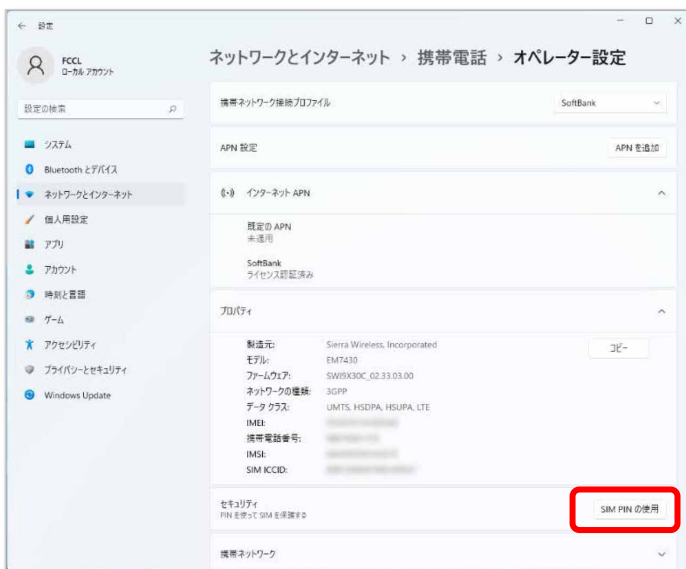 設定
FCCL
ローカル アカウント
設定の検索
システム
Bluetooth とデバイス
ネットワークとインターネット
個人用設定
アプリ
アカウント
時刻と言語
ゲーム
アクセシビリティ
プライバシーとセキュリティ
Windows Update
ネットワークとインターネット › 携帯電話 › オペレーター設定
携帯ネットワーク接続プロファイル SoftBank
APN 設定 APN を追加
インターネット APN
既定の APN
未適用
SoftBank
ライセンス認証済み
プロパティ
製造元: Sierra Wireless, Incorporated コピー
モデル: EM7430
ファームウェア: SWI9X30C_02.33.03.00
ネットワークの種類: 3GPP
データ クラス: UMTS, HSDPA, HSUPA, LTE
IMEI:
携帯電話番号:
IMSI:
SIM ICCID:
セキュリティ
PIN を使って SIM を保護する
SIM PIN の使用
携帯ネットワーク